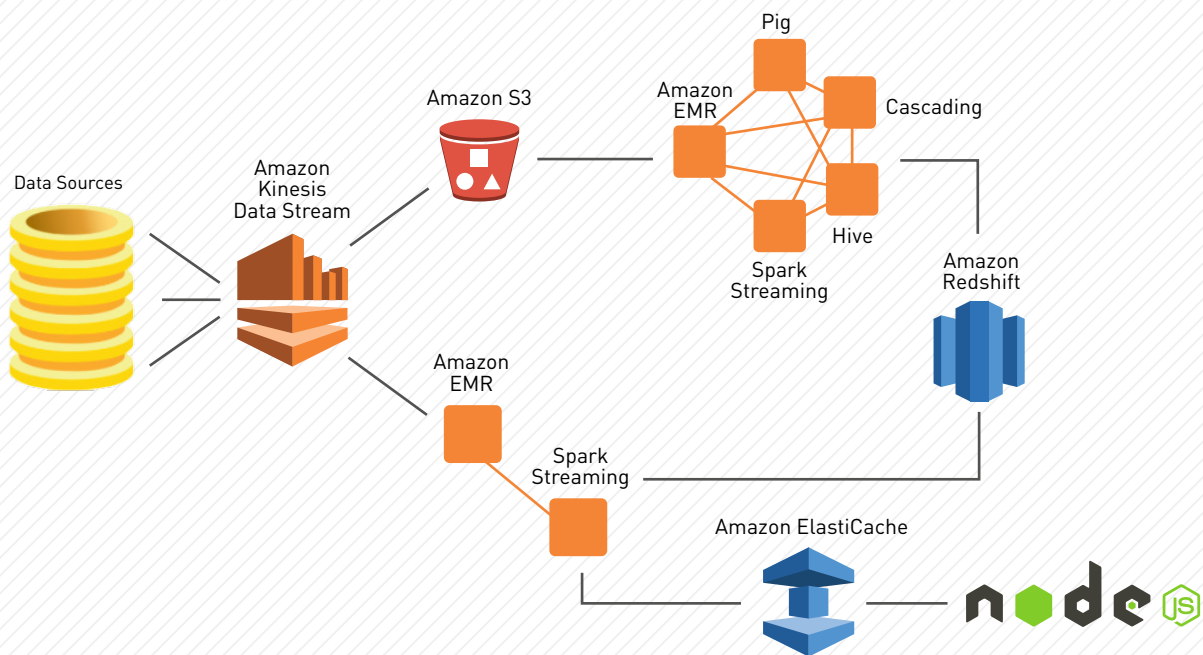 Data Sources
Amazon
Kinesis
Data Stream
Amazon S3
Amazon
EMR
Pig
Cascading
Hive
Spark
Streaming
Amazon
Redshift
Amazon
EMR
Spark
Streaming
Amazon ElastiCache
node
JS